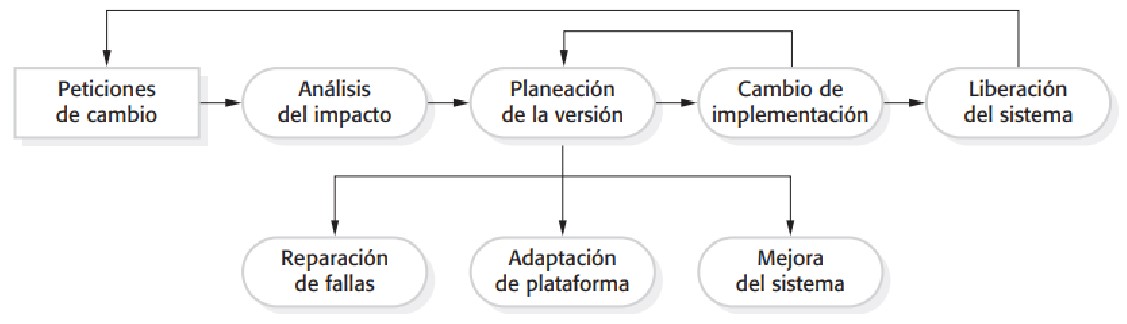 Peticiones
de cambio
Análisis
del impacto
Planeación
de la versión
Cambio de
implementación
Liberación
del sistema
Reparación
de fallas
Adaptación
de plataforma
Mejora
del sistema